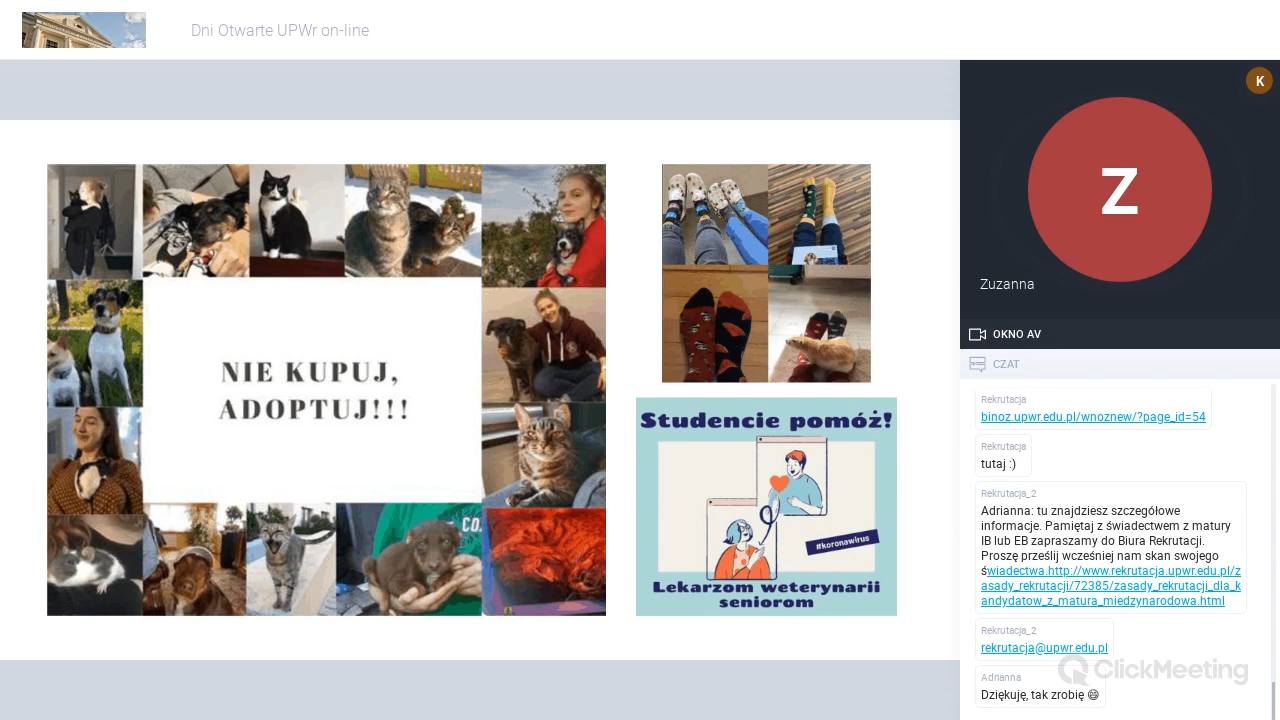 Dni Otwarte UPWr on-line
NIE KUPUJ,
ADOPTUJ!!!
Studencie pomóż!
#koronawirus
Lekarzom weterynarii
seniorom
K
Z
Zuzanna
OKNO AV
CZAT
Rekrutacja
binoz.upwr.edu.pl/wnoznew/?page_id=54
Rekrutacja
tutaj :)
Rekrutacja_2
Adrianna: tu znajdziesz szczegółowe
informacje. Pamiętaj z świadectwem z matury
IB lub EB zapraszamy do Biura Rekrutacji.
Proszę prześlij wcześniej nam skan swojego
świadectwa.http://www.rekrutacja.upwr.edu.pl/z
asady_rekrutacji/72385/zasady_rekrutacji_dla_k
andydatow_z_matura_miedzynarodowa.html
Rekrutacja_2
rekrutacja@upwr.edu.pl
ClickMeeting
Adrianna
Dziękuję, tak zrobię 😄